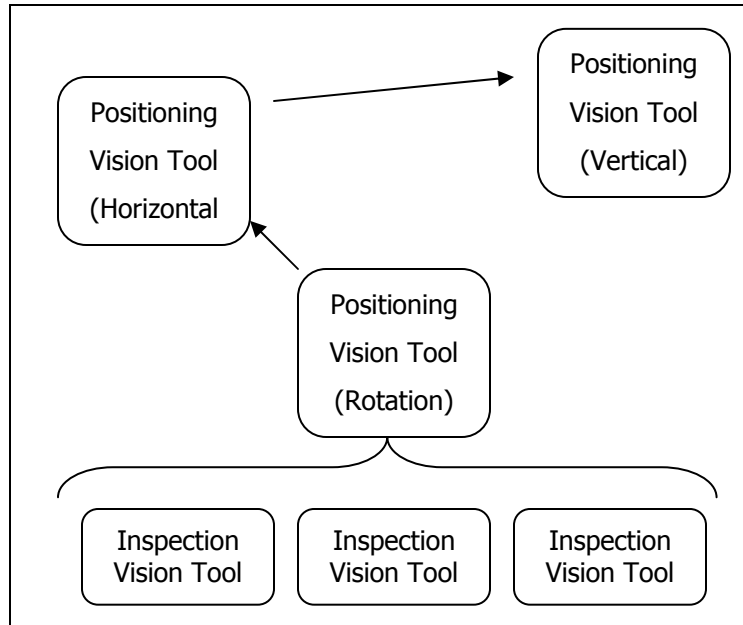 Positioning
Vision Tool
(Horizontal
Positioning
Vision Tool
(Vertical)
Positioning
Vision Tool
(Rotation)
Inspection
Vision Tool
Inspection
Vision Tool
Inspection
Vision Tool